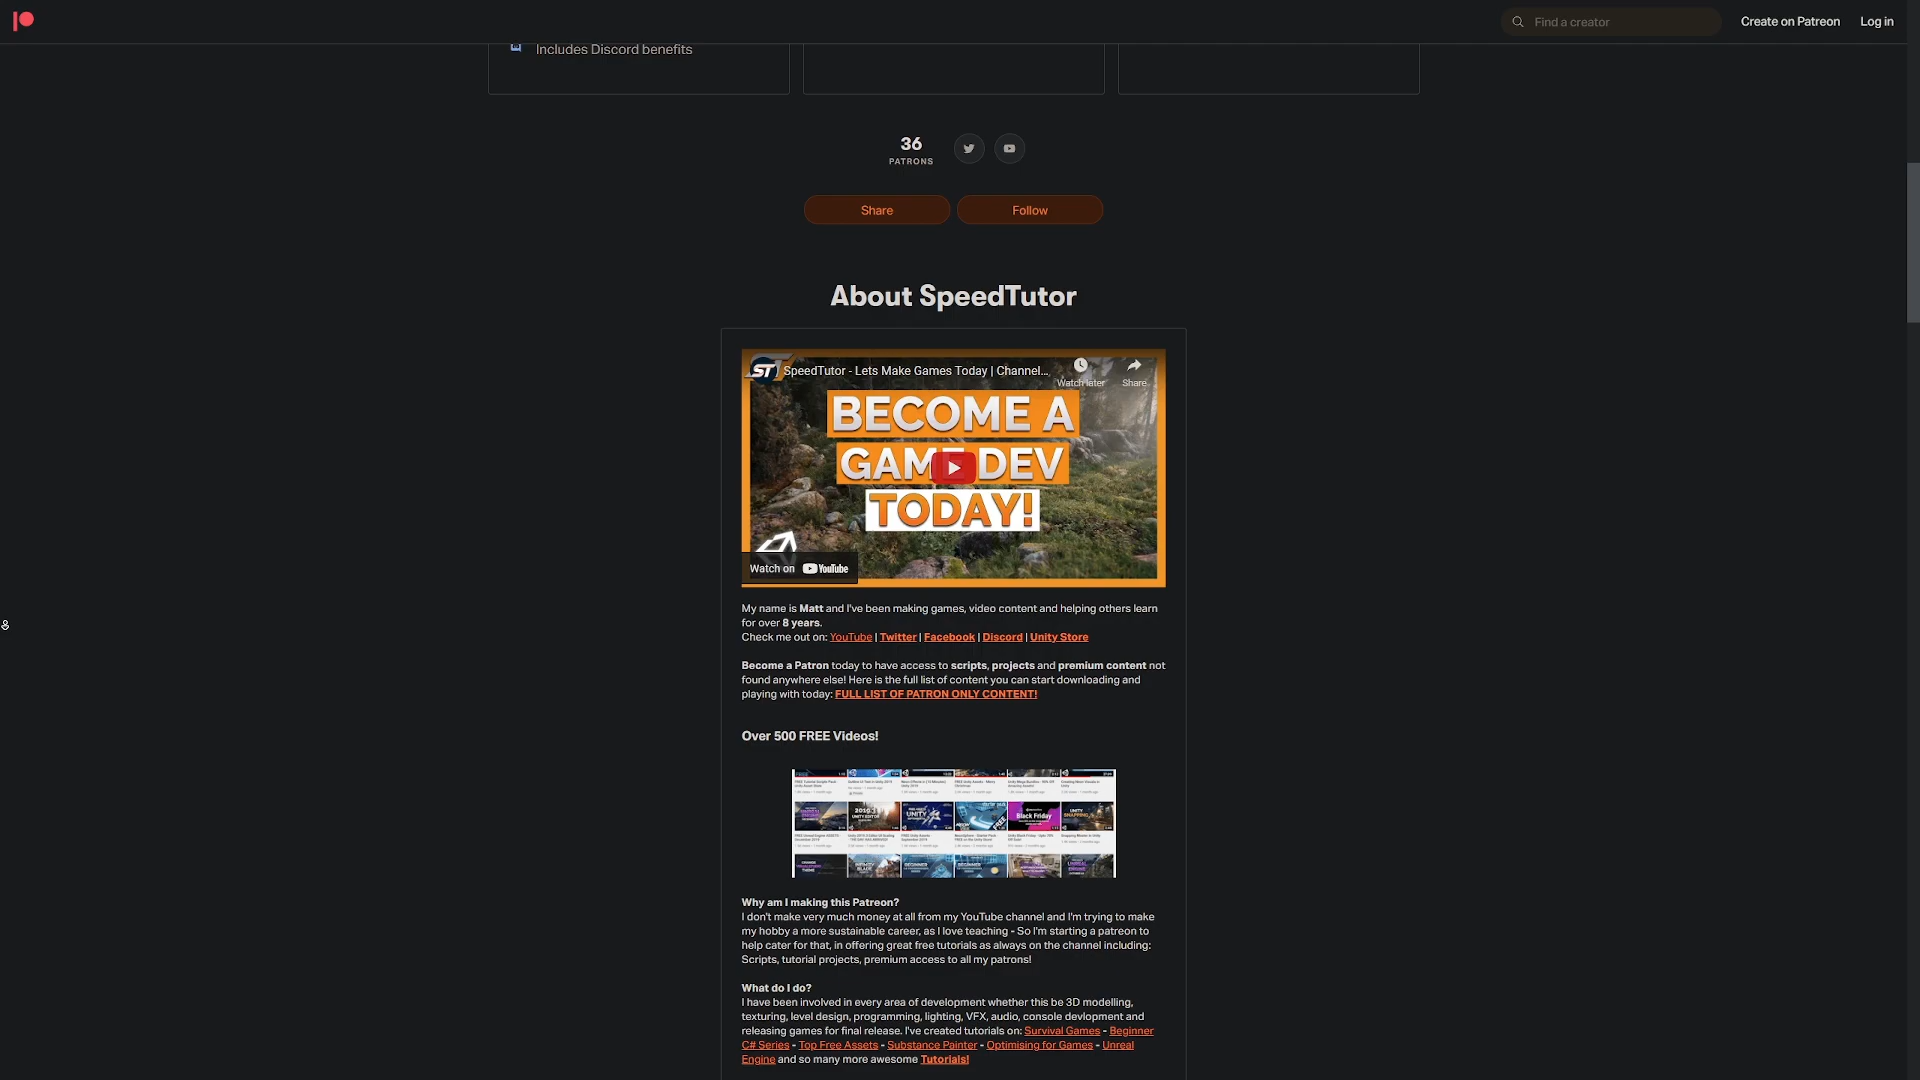 Find a creator
Create on Patreon
Log in
Includes Discord benefits
36
PATRONS
Share
Follow
About SpeedTutor
ST
SpeedTutor - Lets Make Games Today | Channel...
Watch later
Share
BECOME A
GAME DEV
TODAY!
Watch on YouTube
My name is Matt and I've been making games, video content and helping others learn
for over 8 years.
Check me out on: YouTube | Twitter | Facebook | Discord | Unity Store
Become a Patron today to have access to scripts, projects and premium content not
found anywhere else! Here is the full list of content you can start downloading and
playing with today: FULL LIST OF PATRON ONLY CONTENT!
Over 500 FREE Videos!
Black Friday
Why am I making this Patreon?
I don't make very much money at all from my YouTube channel and I'm trying to make
my hobby a more sustainable career, as I love teaching - So I'm starting a patreon to
help cater for that, in offering great free tutorials as always on the channel including:
Scripts, tutorial projects, premium access to all my patrons!
What do I do?
I have been involved in every area of development whether this be 3D modelling,
texturing, level design, programming, lighting, VFX, audio, console devlopment and
releasing games for final release. I've created tutorials on: Survival Games - Beginner
C# Series - Top Free Assets - Substance Painter - Optimising for Games - Unreal
Engine and so many more awesome Tutorials!